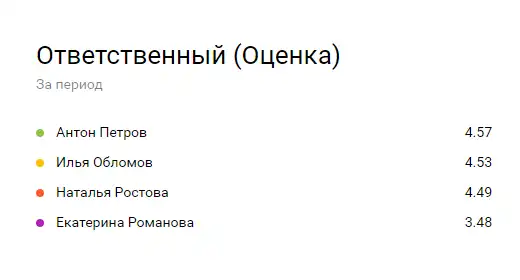 Ответственный (Оценка)
За период
Антон Петров 4.57
Илья Обломов 4.53
Наталья Ростова 4.49
Екатерина Романова 3.48